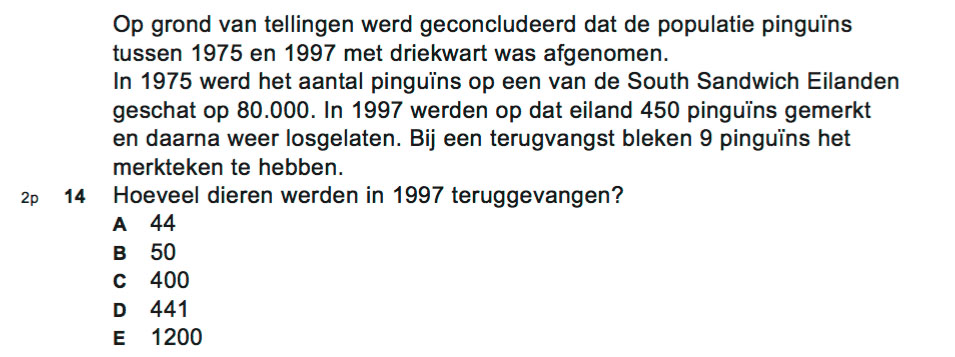 Op grond van tellingen werd geconcludeerd dat de populatie pinguïns
tussen 1975 en 1997 met driekwart was afgenomen.
In 1975 werd het aantal pinguïns op een van de South Sandwich Eilanden
geschat op 80.000. In 1997 werden op dat eiland 450 pinguïns gemerkt
en daarna weer losgelaten. Bij een terugvangst bleken 9 pinguïns het
merkteken te hebben.
2p 14 Hoeveel dieren werden in 1997 teruggevangen?
A 44
B 50
C 400
D 441
E 1200